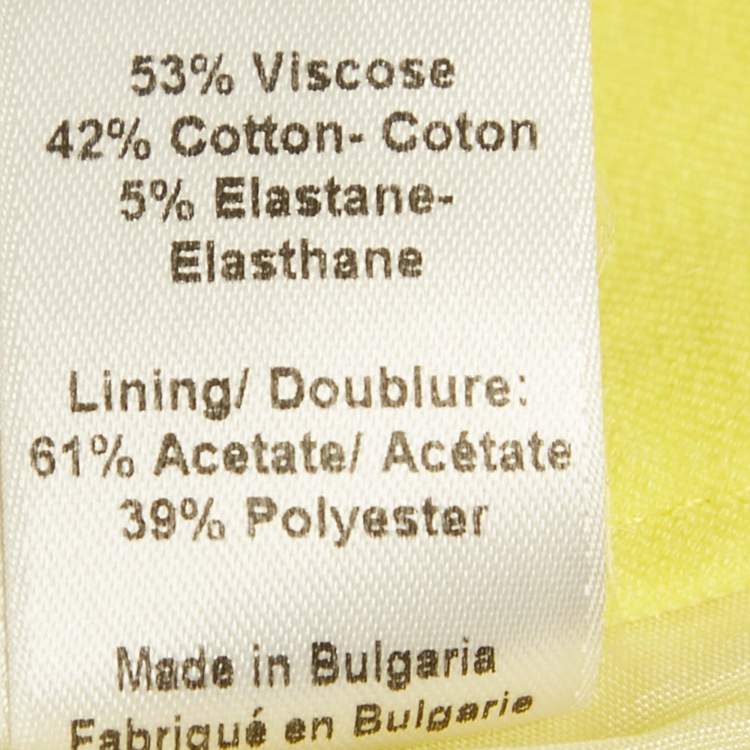 53% Viscose
42% Cotton- Coton
5% Elastane-
Elasthane
Lining/ Doublure:
61% Acetate/ Acétate
39% Polyester
Made in Bulgaria
Fabriqué en Bulgarie